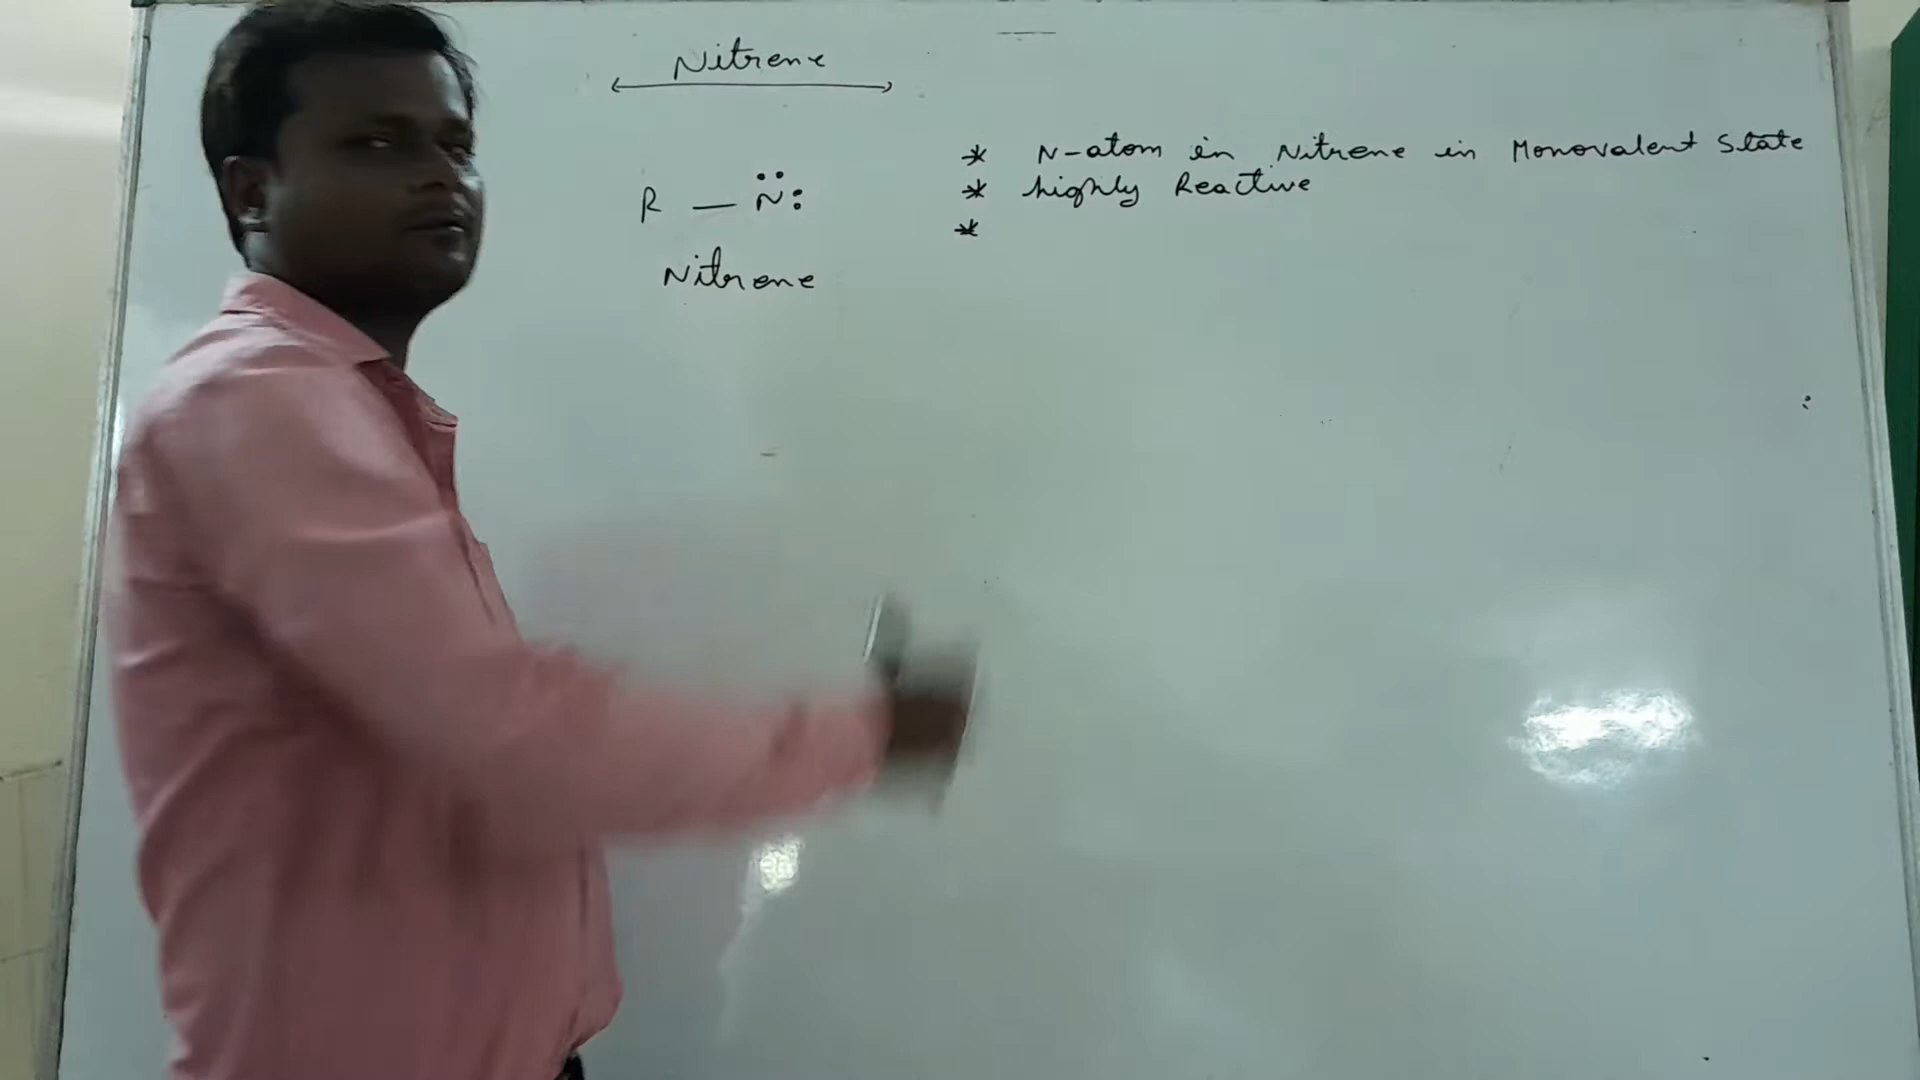 Nitrene
R — N̈:
Nitrene
* N-atom in Nitrene in Monovalent State
* highly Reactive
*